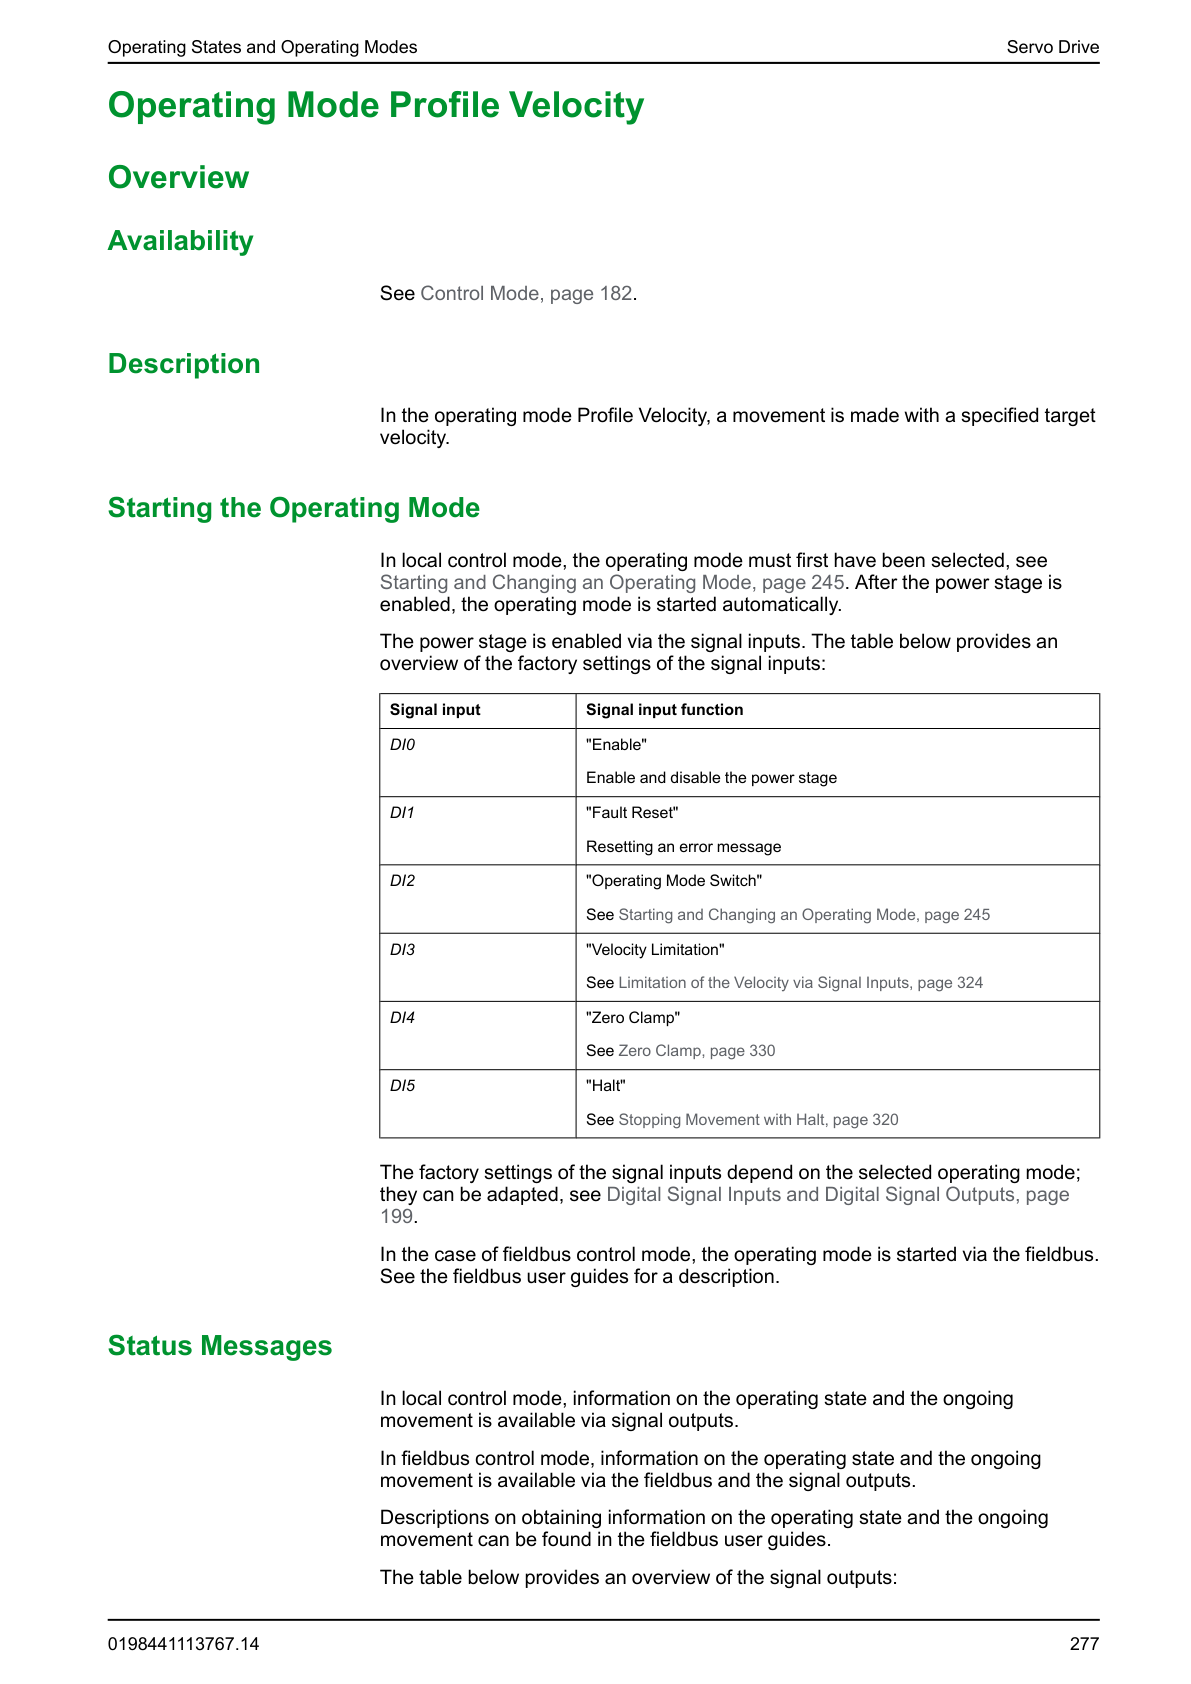 Operating States and Operating Modes
Servo Drive
Operating Mode Profile Velocity
Overview
Availability
See Control Mode, page 182.
Description
In the operating mode Profile Velocity, a movement is made with a specified target
velocity.
Starting the Operating Mode
In local control mode, the operating mode must first have been selected, see
Starting and Changing an Operating Mode, page 245. After the power stage is
enabled, the operating mode is started automatically.
The power stage is enabled via the signal inputs. The table below provides an
overview of the factory settings of the signal inputs:
Signal input
Signal input function
DI0
"Enable"
Enable and disable the power stage
DI1
"Fault Reset"
Resetting an error message
DI2
"Operating Mode Switch"
See Starting and Changing an Operating Mode, page 245
DI3
"Velocity Limitation"
See Limitation of the Velocity via Signal Inputs, page 324
DI4
"Zero Clamp"
See Zero Clamp, page 330
DI5
"Halt"
See Stopping Movement with Halt, page 320
The factory settings of the signal inputs depend on the selected operating mode;
they can be adapted, see Digital Signal Inputs and Digital Signal Outputs, page
199.
In the case of fieldbus control mode, the operating mode is started via the fieldbus.
See the fieldbus user guides for a description.
Status Messages
In local control mode, information on the operating state and the ongoing
movement is available via signal outputs.
In fieldbus control mode, information on the operating state and the ongoing
movement is available via the fieldbus and the signal outputs.
Descriptions on obtaining information on the operating state and the ongoing
movement can be found in the fieldbus user guides.
The table below provides an overview of the signal outputs:
0198441113767.14
277